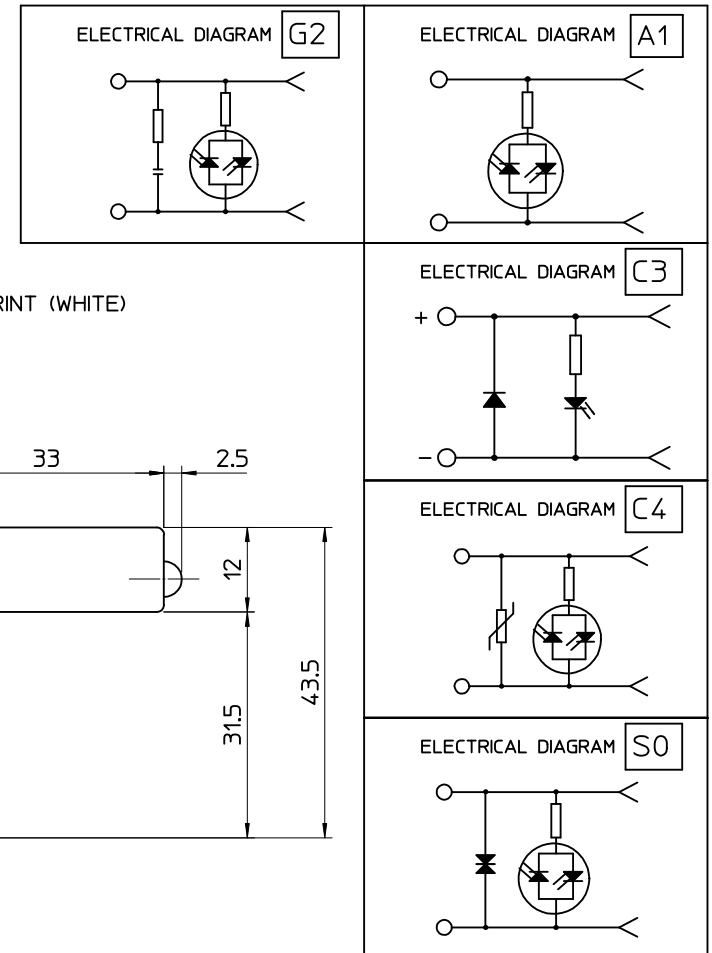 ELECTRICAL DIAGRAM G2
ELECTRICAL DIAGRAM A1
ELECTRICAL DIAGRAM C3
+
−
RINT (WHITE)
33
2.5
12
31.5
43.5
ELECTRICAL DIAGRAM C4
ELECTRICAL DIAGRAM S0